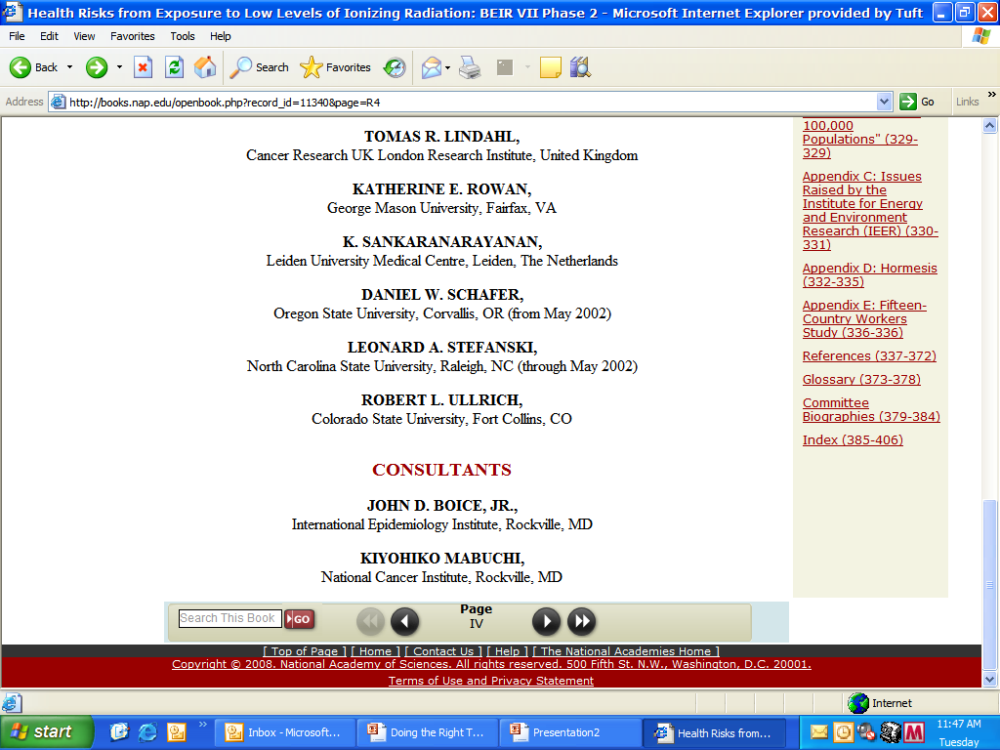 Health Risks from Exposure to Low Levels of Ionizing Radiation: BEIR VII Phase 2 - Microsoft Internet Explorer provided by Tuft
File Edit View Favorites Tools Help
Back Search Favorites
Address http://books.nap.edu/openbook.php?record_id=11340&page=R4 Go Links »
TOMAS R. LINDAHL,
Cancer Research UK London Research Institute, United Kingdom
KATHERINE E. ROWAN,
George Mason University, Fairfax, VA
K. SANKARANARAYANAN,
Leiden University Medical Centre, Leiden, The Netherlands
DANIEL W. SCHAFER,
Oregon State University, Corvallis, OR (from May 2002)
LEONARD A. STEFANSKI,
North Carolina State University, Raleigh, NC (through May 2002)
ROBERT L. ULLRICH,
Colorado State University, Fort Collins, CO
CONSULTANTS
JOHN D. BOICE, JR.,
International Epidemiology Institute, Rockville, MD
KIYOHIKO MABUCHI,
National Cancer Institute, Rockville, MD
100,000
Populations" (329-
329)
Appendix C: Issues
Raised by the
Institute for Energy
and Environment
Research (IEER) (330-
331)
Appendix D: Hormesis
(332-335)
Appendix E: Fifteen-
Country Workers
Study (336-336)
References (337-372)
Glossary (373-378)
Committee
Biographies (379-384)
Index (385-406)
Search This Book GO
Page
IV
[ Top of Page ] [ Home ] [ Contact Us ] [ Help ] [ The National Academies Home ]
Copyright © 2008. National Academy of Sciences. All rights reserved. 500 Fifth St. N.W., Washington, D.C. 20001.
Terms of Use and Privacy Statement
Internet
start » Inbox - Microsoft... Doing the Right T... Presentation2 Health Risks from... 11:47 AM
Tuesday